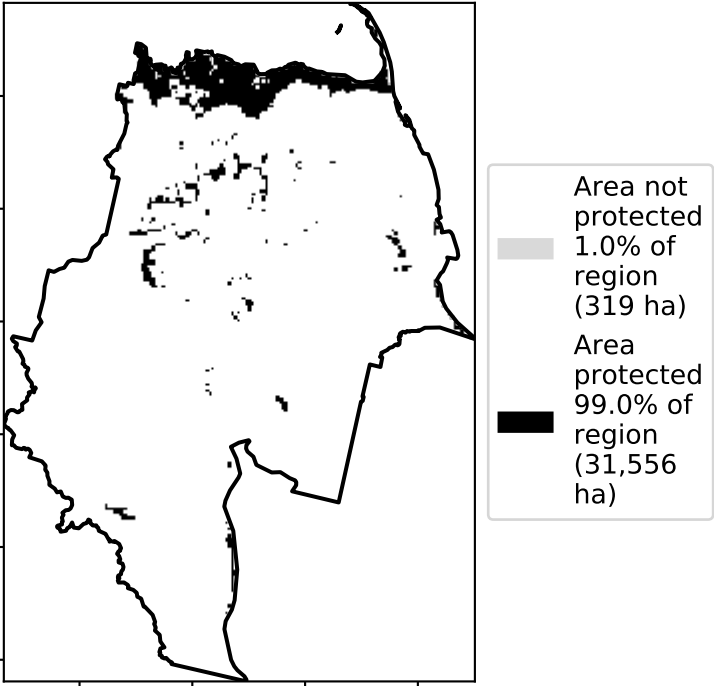 Area not
protected
1.0% of
region
(319 ha)
Area
protected
99.0% of
region
(31,556
ha)